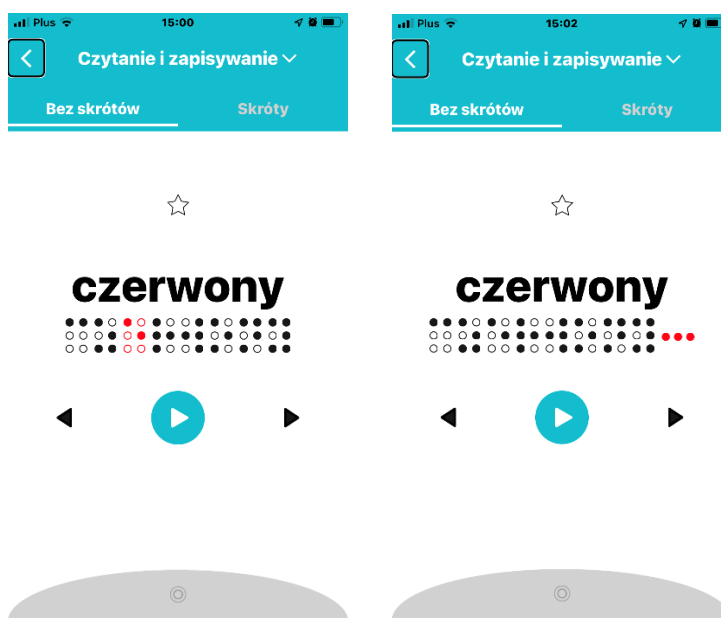 Plus 15:00
Czytanie i zapisywanie
Bez skrótów Skróty
czerwony
Plus 15:02
Czytanie i zapisywanie
Bez skrótów Skróty
czerwony